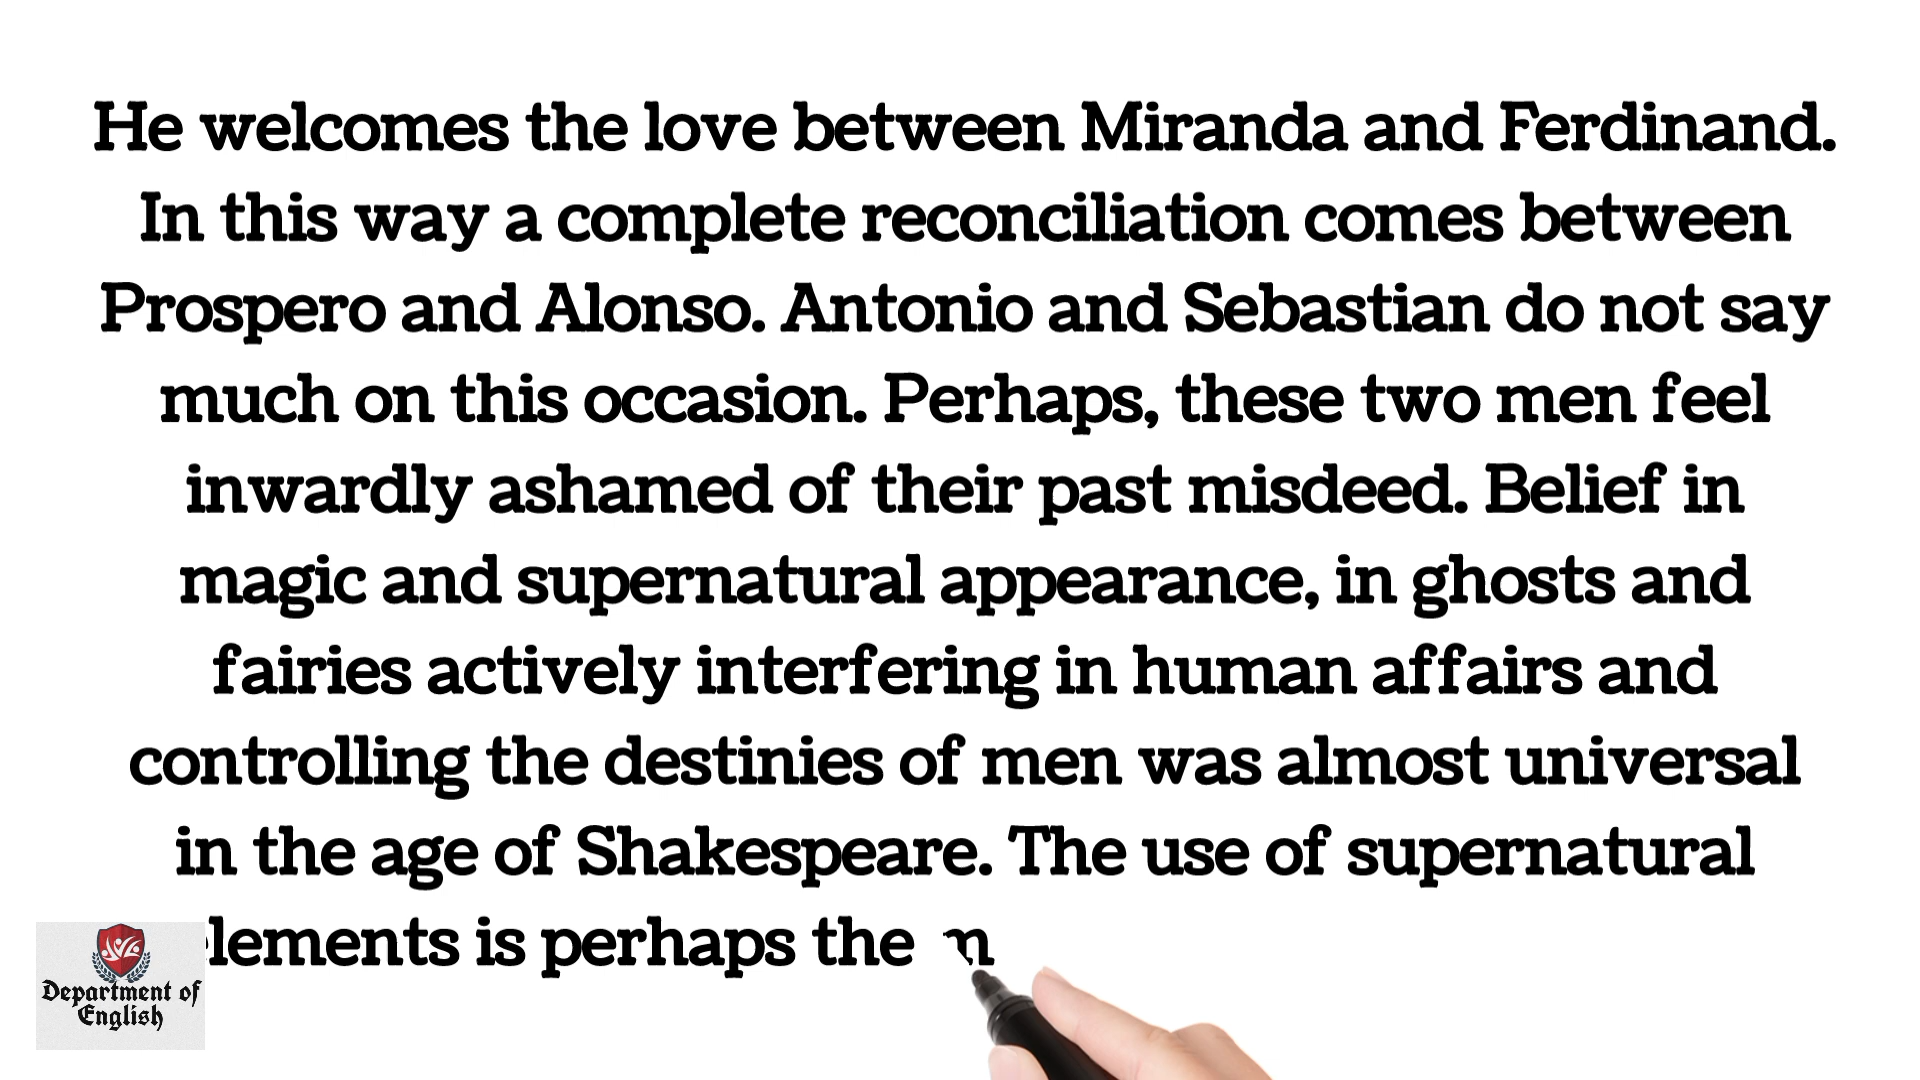 He welcomes the love between Miranda and Ferdinand.
In this way a complete reconciliation comes between
Prospero and Alonso. Antonio and Sebastian do not say
much on this occasion. Perhaps, these two men feel
inwardly ashamed of their past misdeed. Belief in
magic and supernatural appearance, in ghosts and
fairies actively interfering in human affairs and
controlling the destinies of men was almost universal
in the age of Shakespeare. The use of supernatural
elements is perhaps the m
Department of
English